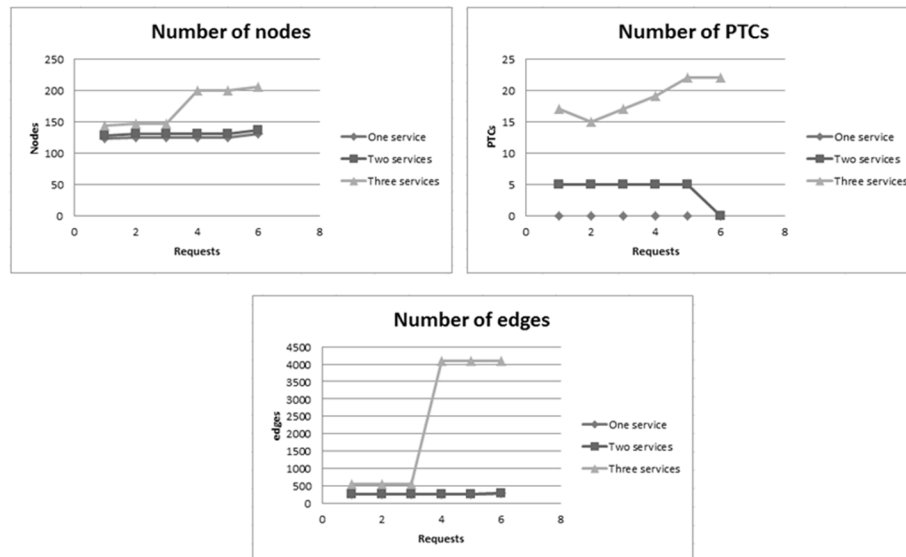 Number of nodes
250
200
150
100
50
0
Nodes
0 2 4 6 8
Requests
One service
Two services
Three services
Number of PTCs
25
20
15
10
5
0
PTCs
0 2 4 6 8
Requests
One service
Two services
Three services
Number of edges
4500
4000
3500
3000
2500
2000
1500
1000
500
0
edges
0 2 4 6 8
Requests
One service
Two services
Three services